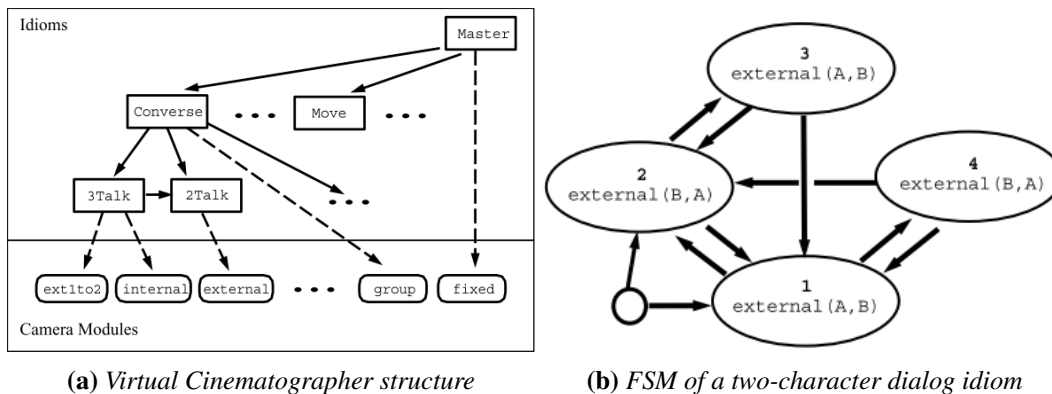 Idioms
Master
Converse
Move
3Talk
2Talk
ext1to2
internal
external
group
fixed
Camera Modules
3
external(A,B)
2
external(B,A)
4
external(B,A)
1
external(A,B)
(a) Virtual Cinematographer structure
(b) FSM of a two-character dialog idiom